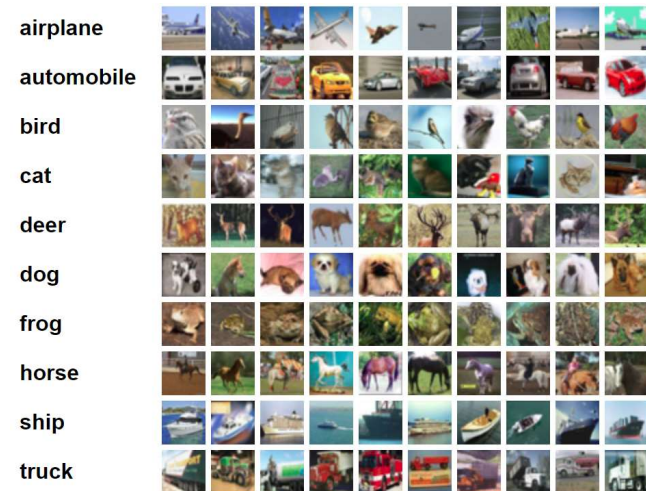 airplane
automobile
bird
cat
deer
dog
frog
horse
ship
truck